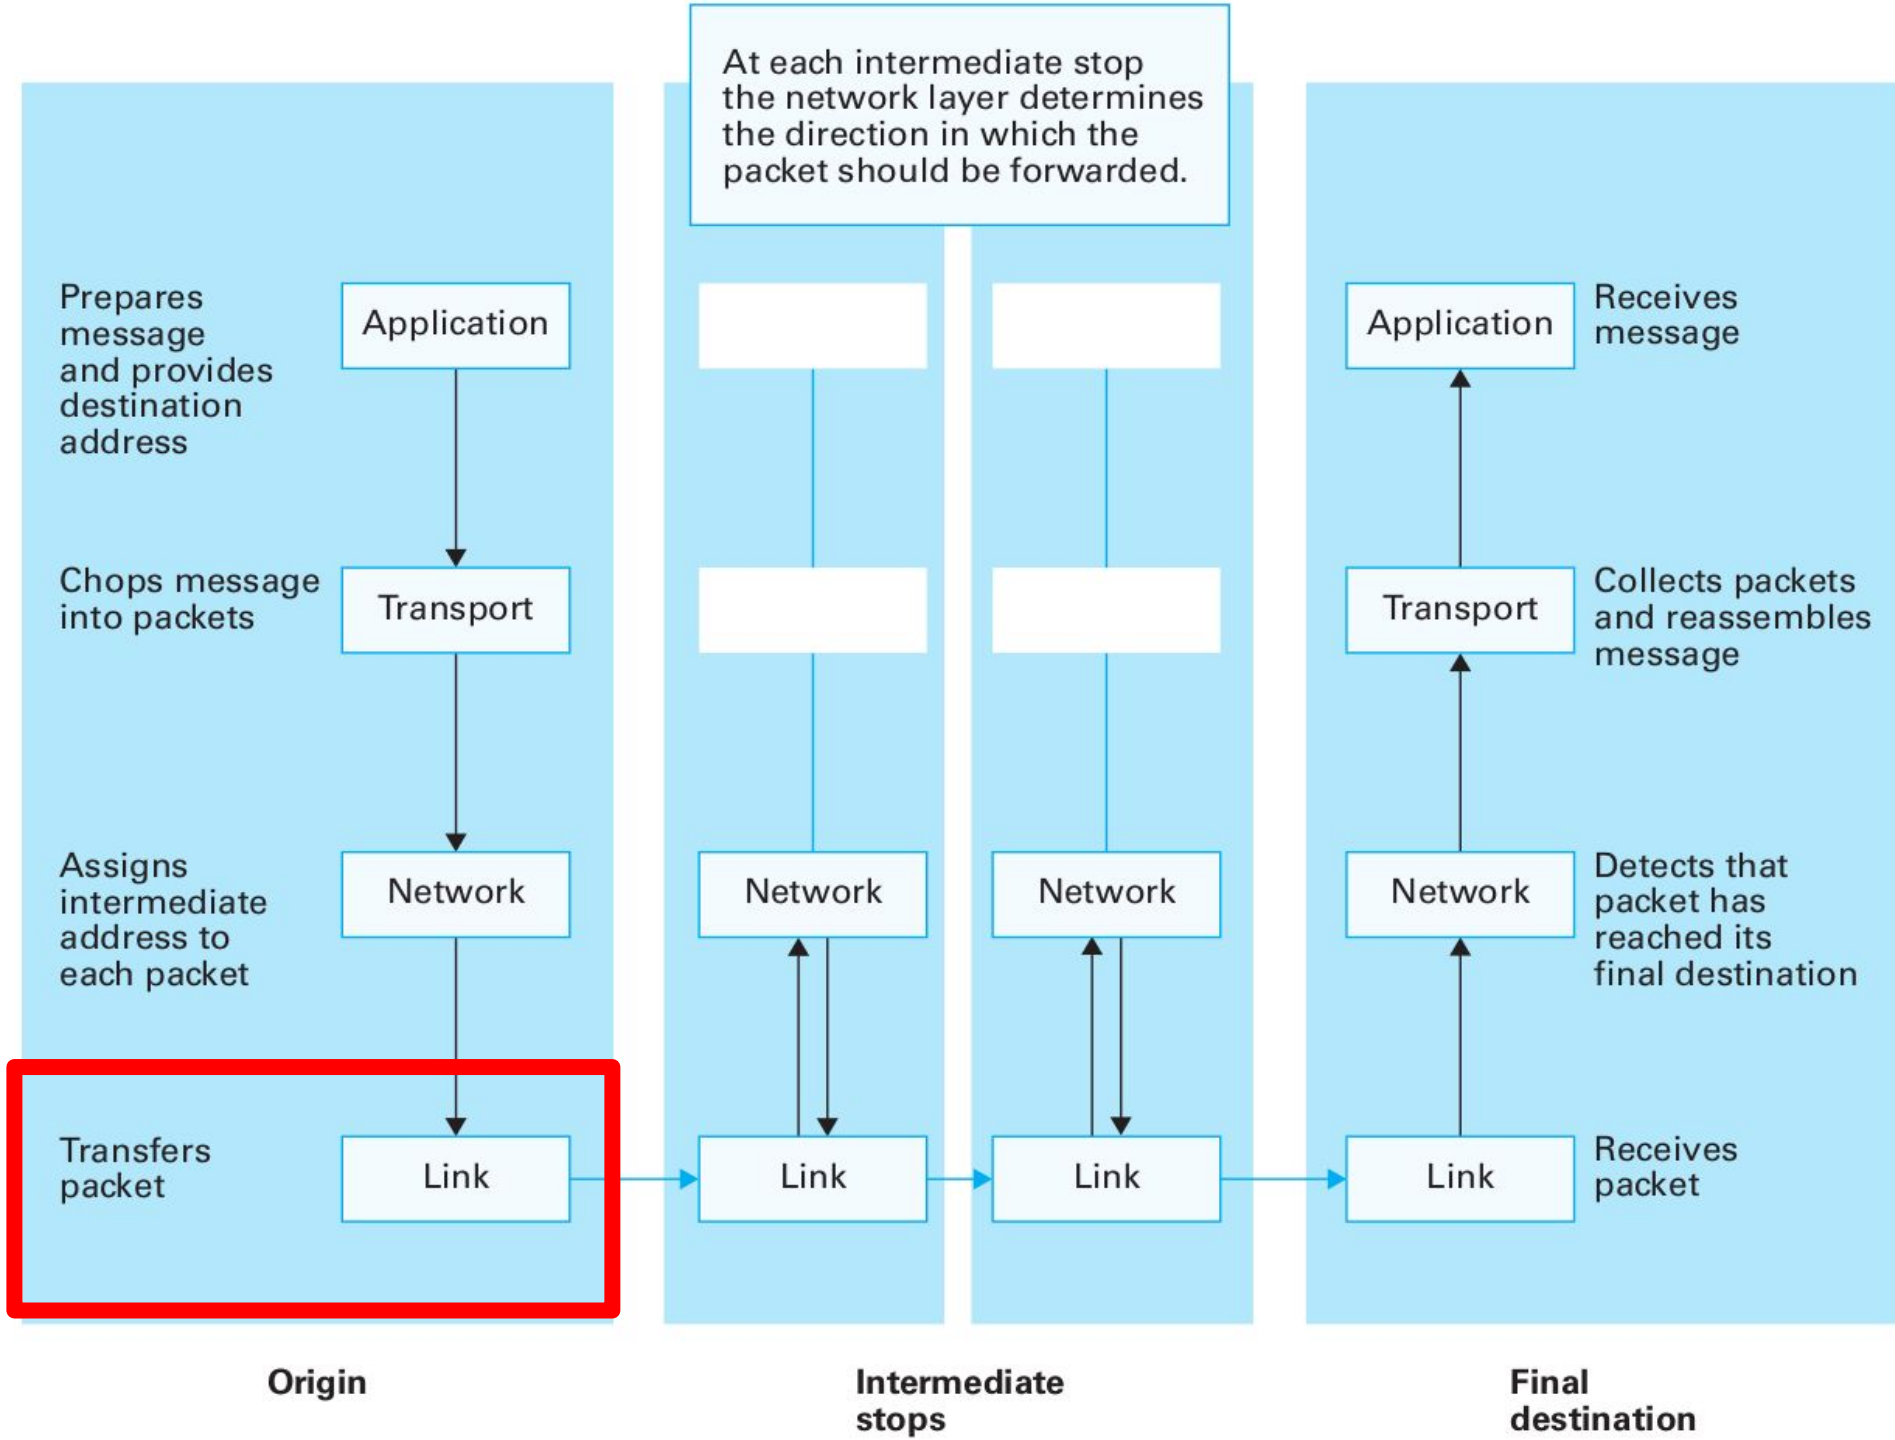 At each intermediate stop
the network layer determines
the direction in which the
packet should be forwarded.
Prepares
message
and provides
destination
address
Application
Application
Receives
message
Chops message
into packets
Transport
Transport
Collects packets
and reassembles
message
Assigns
intermediate
address to
each packet
Network
Network
Network
Network
Detects that
packet has
reached its
final destination
Transfers
packet
Link
Link
Link
Link
Receives
packet
Origin
Intermediate
stops
Final
destination